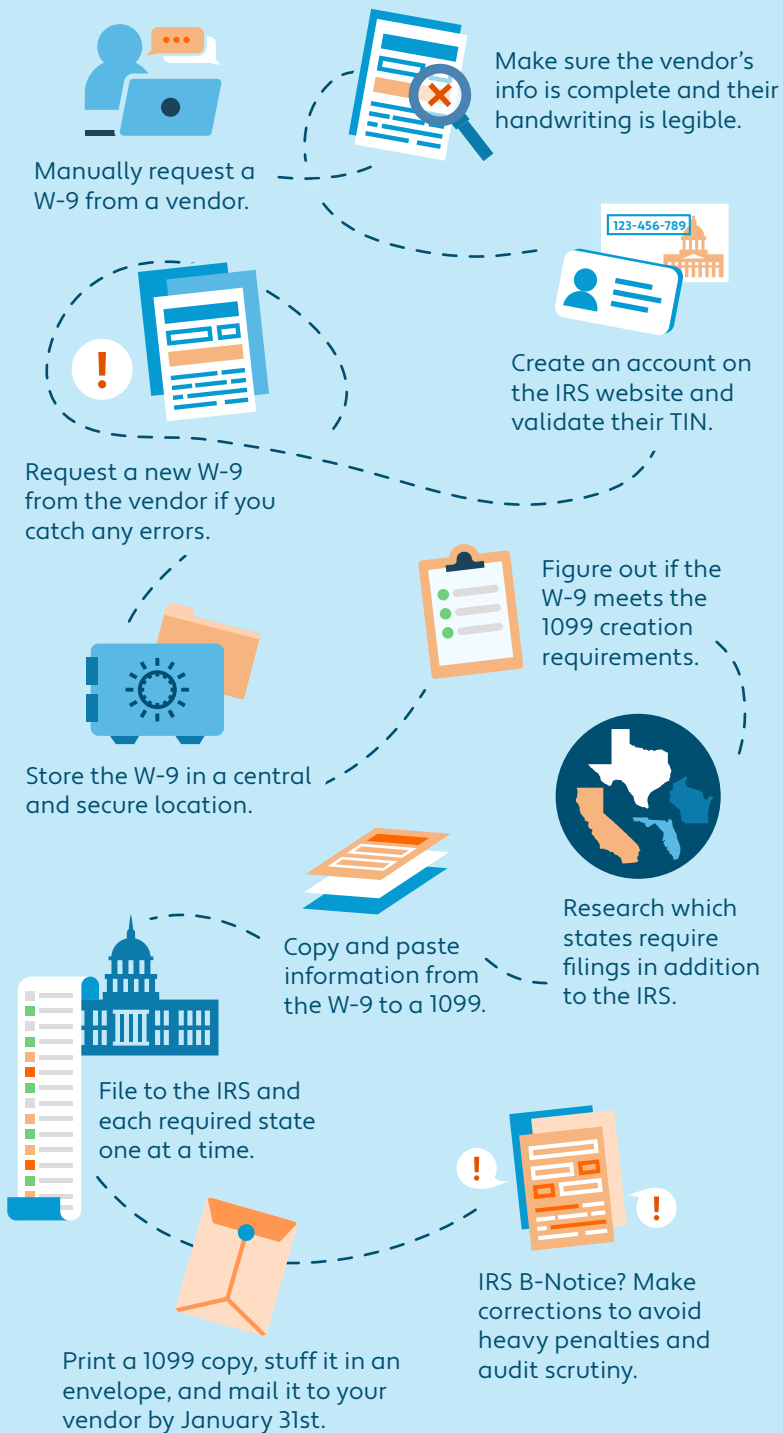 Manually request a
W-9 from a vendor.
Make sure the vendor's
info is complete and their
handwriting is legible.
123-456-789
Create an account on
the IRS website and
validate their TIN.
!
Request a new W-9
from the vendor if you
catch any errors.
Store the W-9 in a central
and secure location.
Figure out if the
W-9 meets the
1099 creation
requirements.
Research which
states require
filings in addition
to the IRS.
Copy and paste
information from
the W-9 to a 1099.
File to the IRS and
each required state
one at a time.
Print a 1099 copy, stuff it in an
envelope, and mail it to your
vendor by January 31st.
!
!
IRS B-Notice? Make
corrections to avoid
heavy penalties and
audit scrutiny.